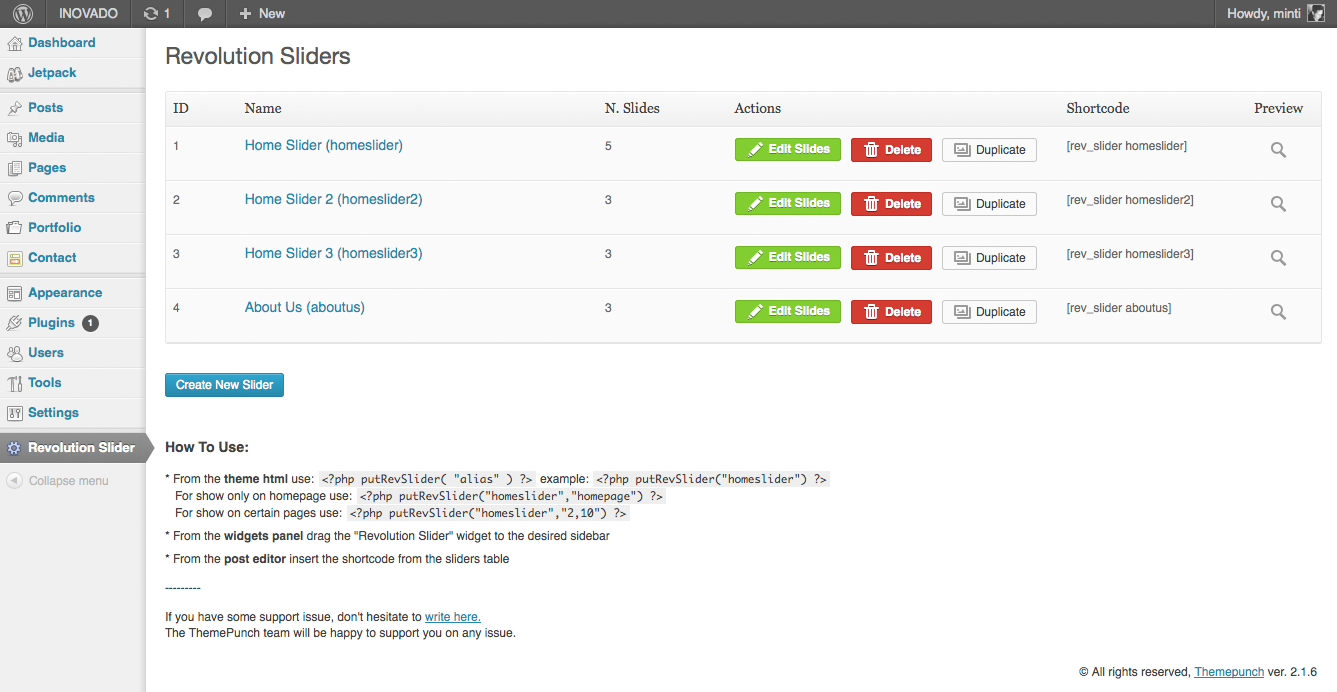 INOVADO 1 New Howdy, minti
Dashboard
Jetpack
Posts
Media
Pages
Comments
Portfolio
Contact
Appearance
Plugins 1
Users
Tools
Settings
Revolution Slider
Collapse menu
Revolution Sliders
ID Name N. Slides Actions Shortcode Preview
1 Home Slider (homeslider) 5 Edit Slides Delete Duplicate [rev_slider homeslider]
2 Home Slider 2 (homeslider2) 3 Edit Slides Delete Duplicate [rev_slider homeslider2]
3 Home Slider 3 (homeslider3) 3 Edit Slides Delete Duplicate [rev_slider homeslider3]
4 About Us (aboutus) 3 Edit Slides Delete Duplicate [rev_slider aboutus]
Create New Slider
How To Use:
* From the theme html use: <?php putRevSlider( "alias" ) ?> example: <?php putRevSlider("homeslider") ?>
For show only on homepage use: <?php putRevSlider("homeslider","homepage") ?>
For show on certain pages use: <?php putRevSlider("homeslider","2,10") ?>
* From the widgets panel drag the "Revolution Slider" widget to the desired sidebar
* From the post editor insert the shortcode from the sliders table
---------
If you have some support issue, don't hesitate to write here.
The ThemePunch team will be happy to support you on any issue.
© All rights reserved, Themepunch ver. 2.1.6